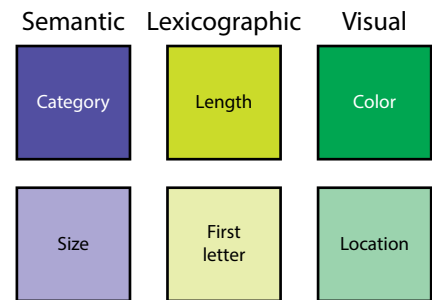 Semantic Lexicographic Visual
Category Length Color
Size First letter Location